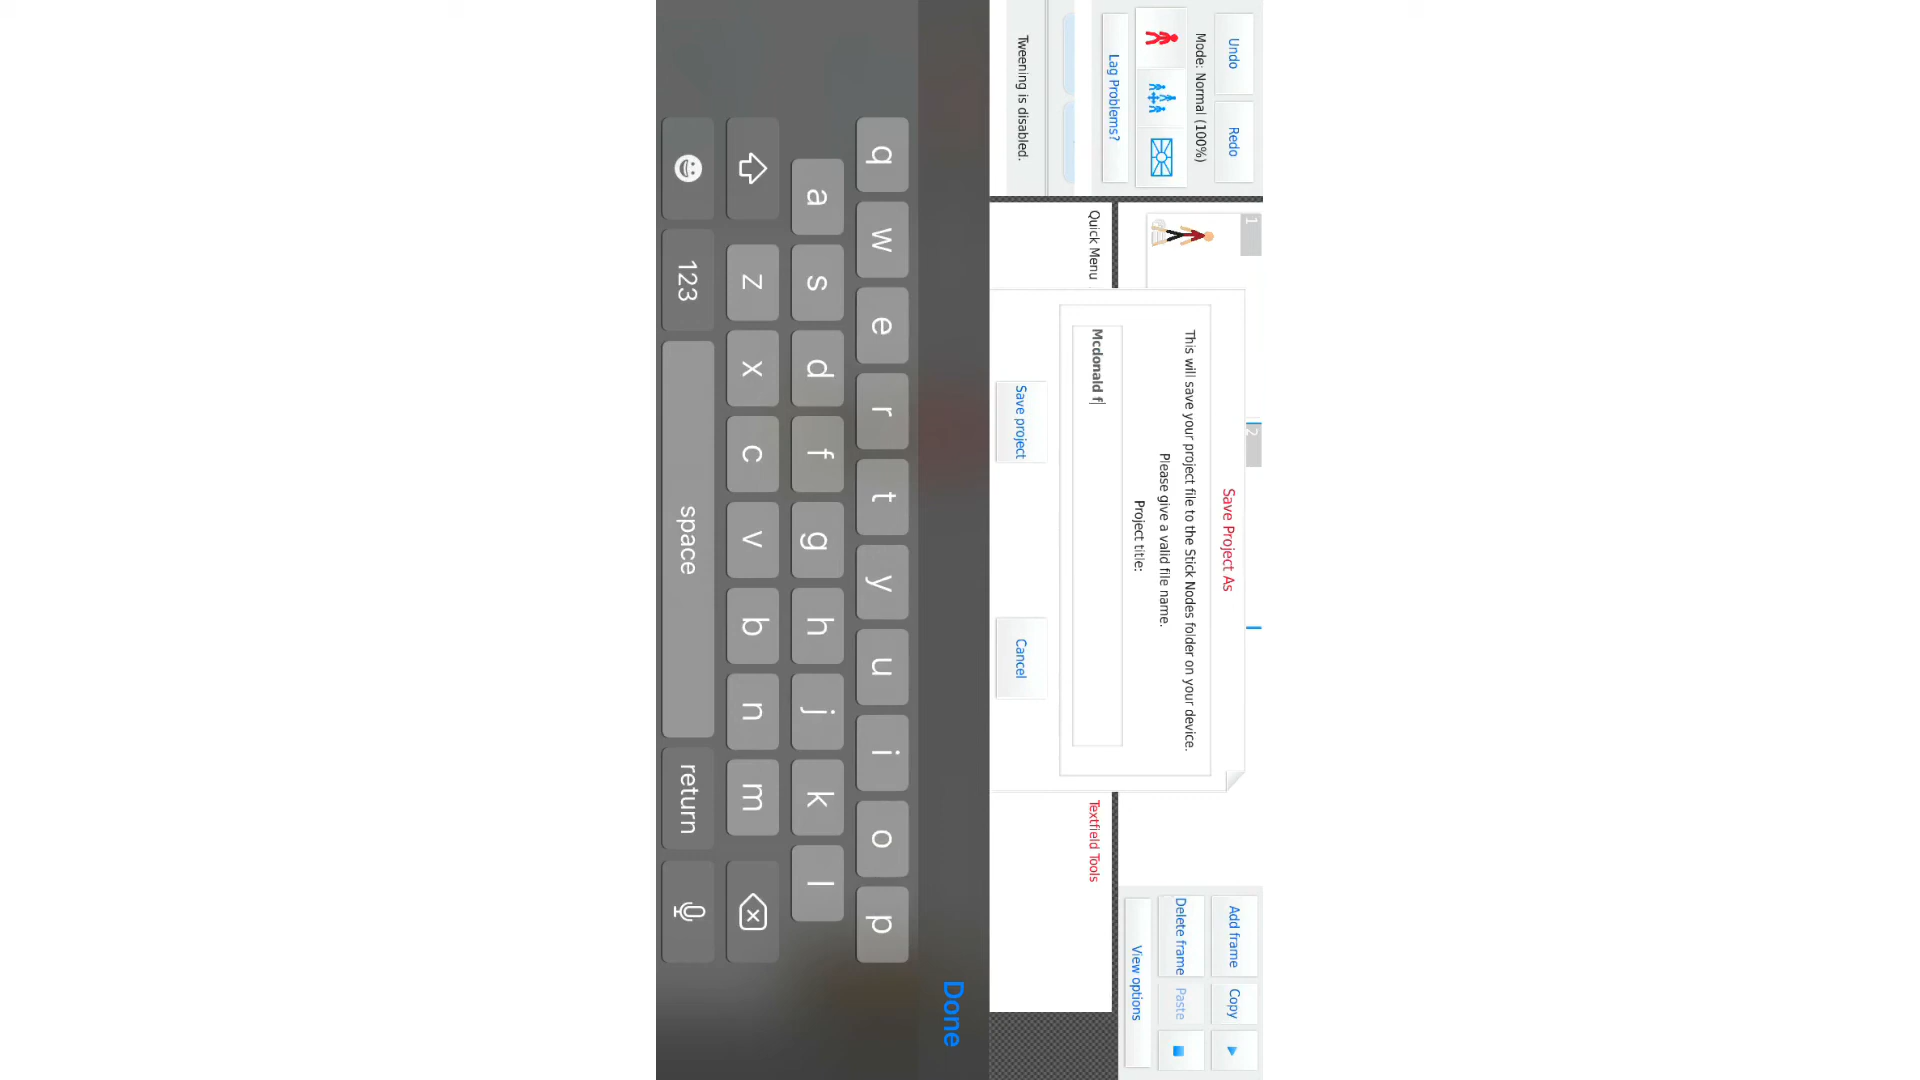 Undo
Redo
Mode: Normal (100%)
Lag Problems?
Tweening is disabled.
1
2
Add frame
Copy
Delete frame
Paste
View options
Quick Menu
Save Project As
This will save your project file to the Stick Nodes folder on your device.
Please give a valid file name.
Project title:
Mcdonald f
Save project
Cancel
Textfield Tools
Done
q w e r t y u i o p
a s d f g h j k l
z x c v b n m
123
space
return